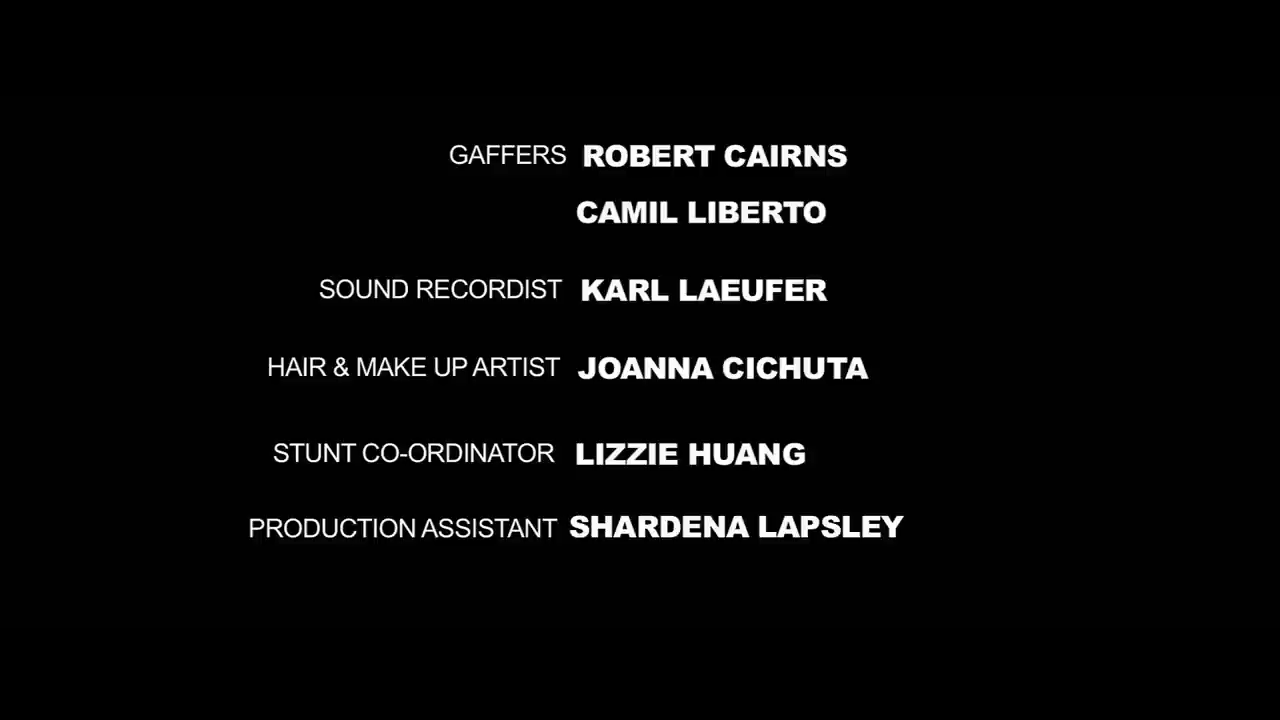 GAFFERS ROBERT CAIRNS
CAMIL LIBERTO
SOUND RECORDIST KARL LAEUFER
HAIR & MAKE UP ARTIST JOANNA CICHUTA
STUNT CO-ORDINATOR LIZZIE HUANG
PRODUCTION ASSISTANT SHARDENA LAPSLEY